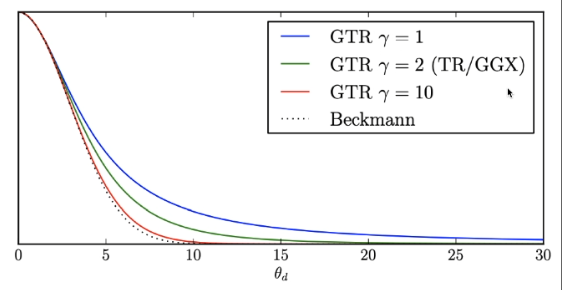 GTR γ = 1
GTR γ = 2 (TR/GGX)
GTR γ = 10
Beckmann
0 5 10 15 20 25 30
θd